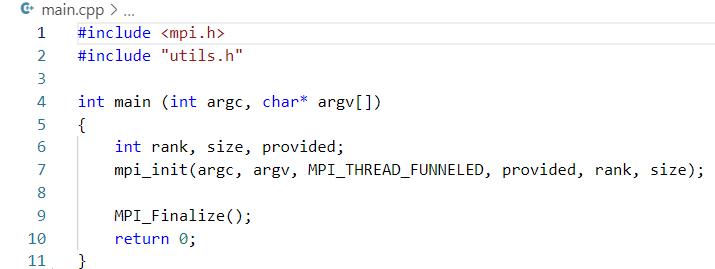 main.cpp > ...
1 #include <mpi.h>
2 #include "utils.h"
3
4 int main (int argc, char* argv[])
5 {
6     int rank, size, provided;
7     mpi_init(argc, argv, MPI_THREAD_FUNNELED, provided, rank, size);
8
9     MPI_Finalize();
10     return 0;
11 }